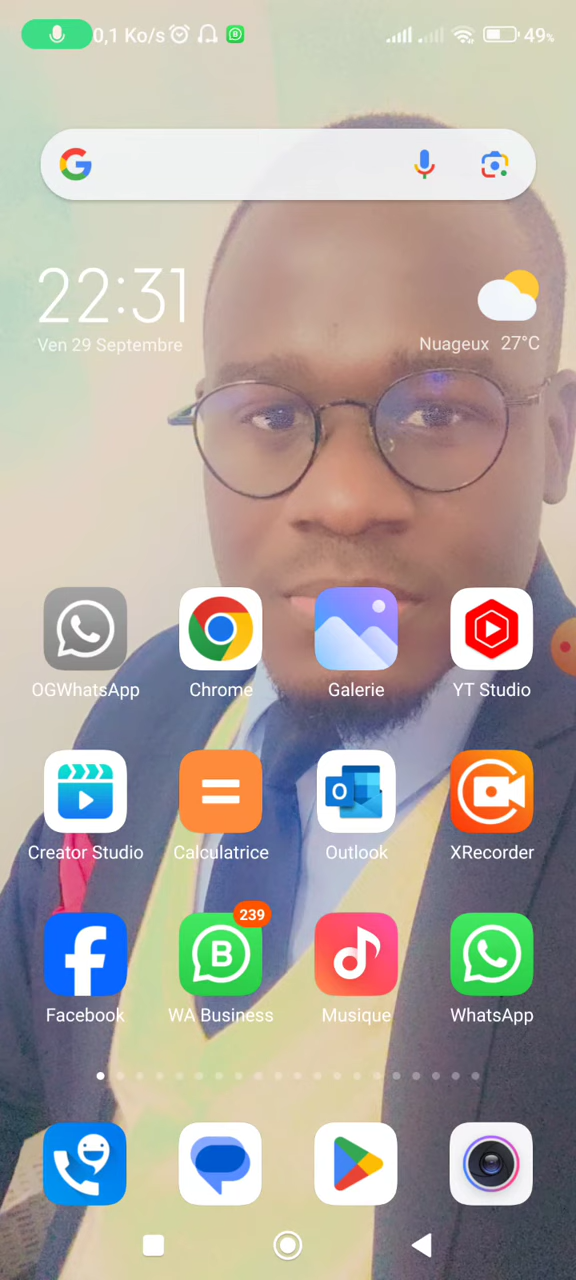 0,1 Ko/s
49%
22:31
Ven 29 Septembre
Nuageux 27°C
OGWhatsApp
Chrome
Galerie
YT Studio
Creator Studio
Calculatrice
Outlook
XRecorder
239
Facebook
WA Business
Musique
WhatsApp